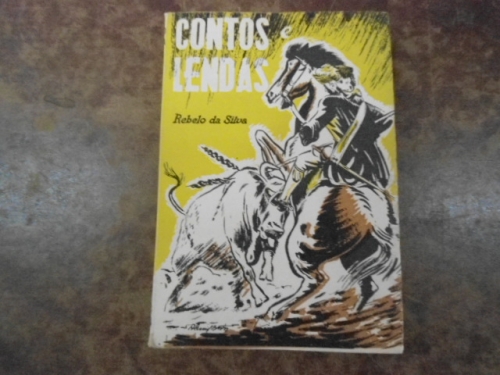 CONTOS e
LENDAS
Rebelo da Silva